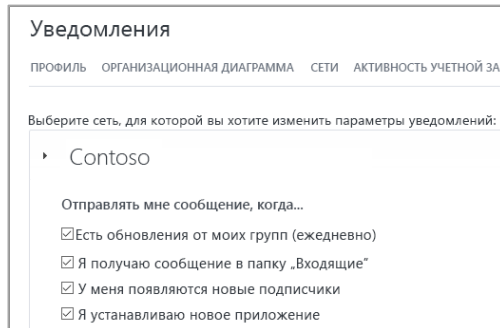 Уведомления
ПРОФИЛЬ ОРГАНИЗАЦИОННАЯ ДИАГРАММА СЕТИ АКТИВНОСТЬ УЧЕТНОЙ
Выберите сеть, для которой вы хотите изменить параметры уведомлений:
Contoso
Отправлять мне сообщение, когда...
Есть обновления от моих групп (ежедневно)
Я получаю сообщение в папку „Входящие“
У меня появляются новые подписчики
Я устанавливаю новое приложение